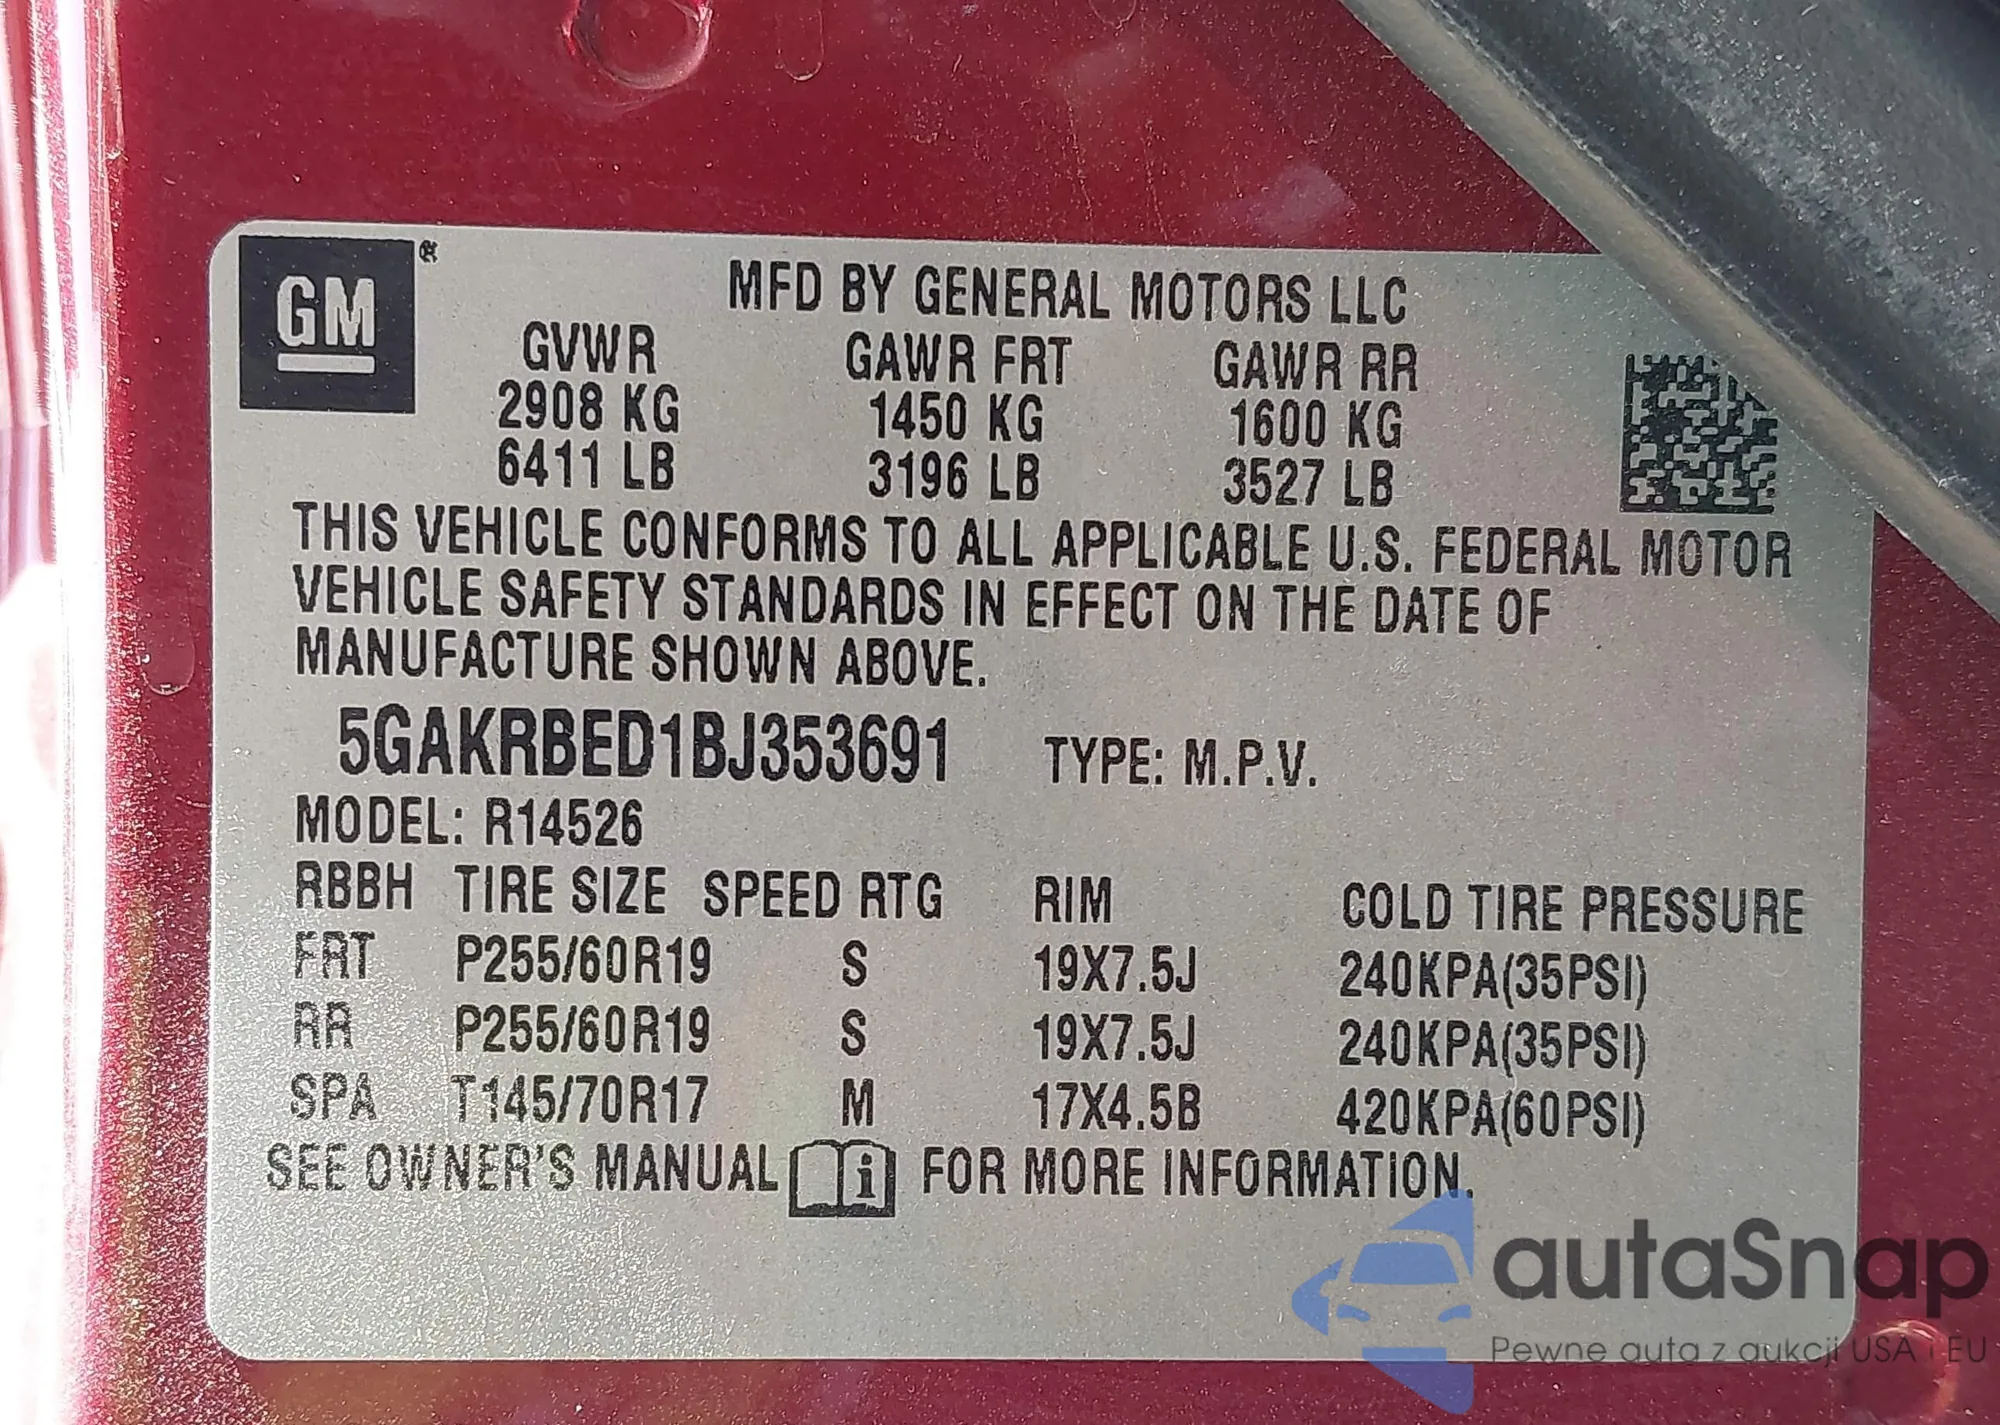 GM®
MFD BY GENERAL MOTORS LLC
GVWR GAWR FRT GAWR RR
2908 KG 1450 KG 1600 KG
6411 LB 3196 LB 3527 LB
THIS VEHICLE CONFORMS TO ALL APPLICABLE U.S. FEDERAL MOTOR
VEHICLE SAFETY STANDARDS IN EFFECT ON THE DATE OF
MANUFACTURE SHOWN ABOVE.
5GAKRBED1BJ353691 TYPE: M.P.V.
MODEL: R14526
RBBH TIRE SIZE SPEED RTG RIM COLD TIRE PRESSURE
FRT P255/60R19 S 19X7.5J 240KPA(35PSI)
RR P255/60R19 S 19X7.5J 240KPA(35PSI)
SPA T145/70R17 M 17X4.5B 420KPA(60PSI)
SEE OWNER'S MANUAL i FOR MORE INFORMATION.
autaSnap
Pewne auta z aukcji USA i EU